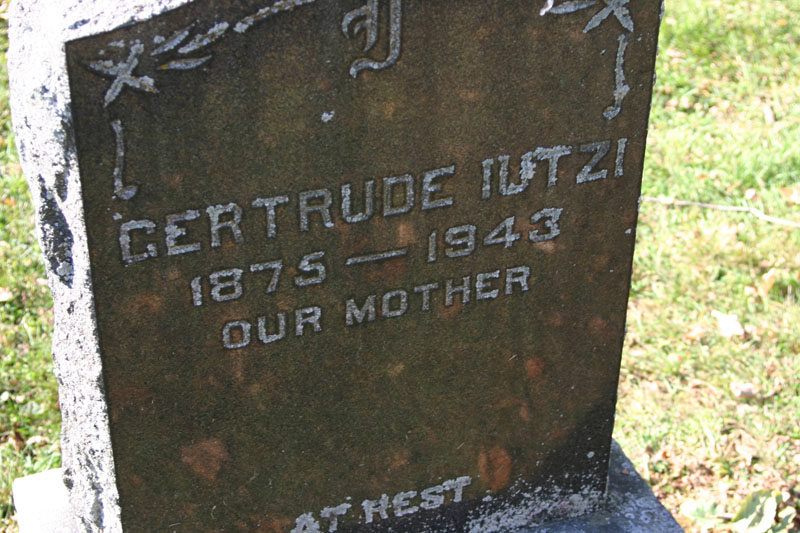 GERTRUDE IUTZI
1875 — 1943
OUR MOTHER
AT REST